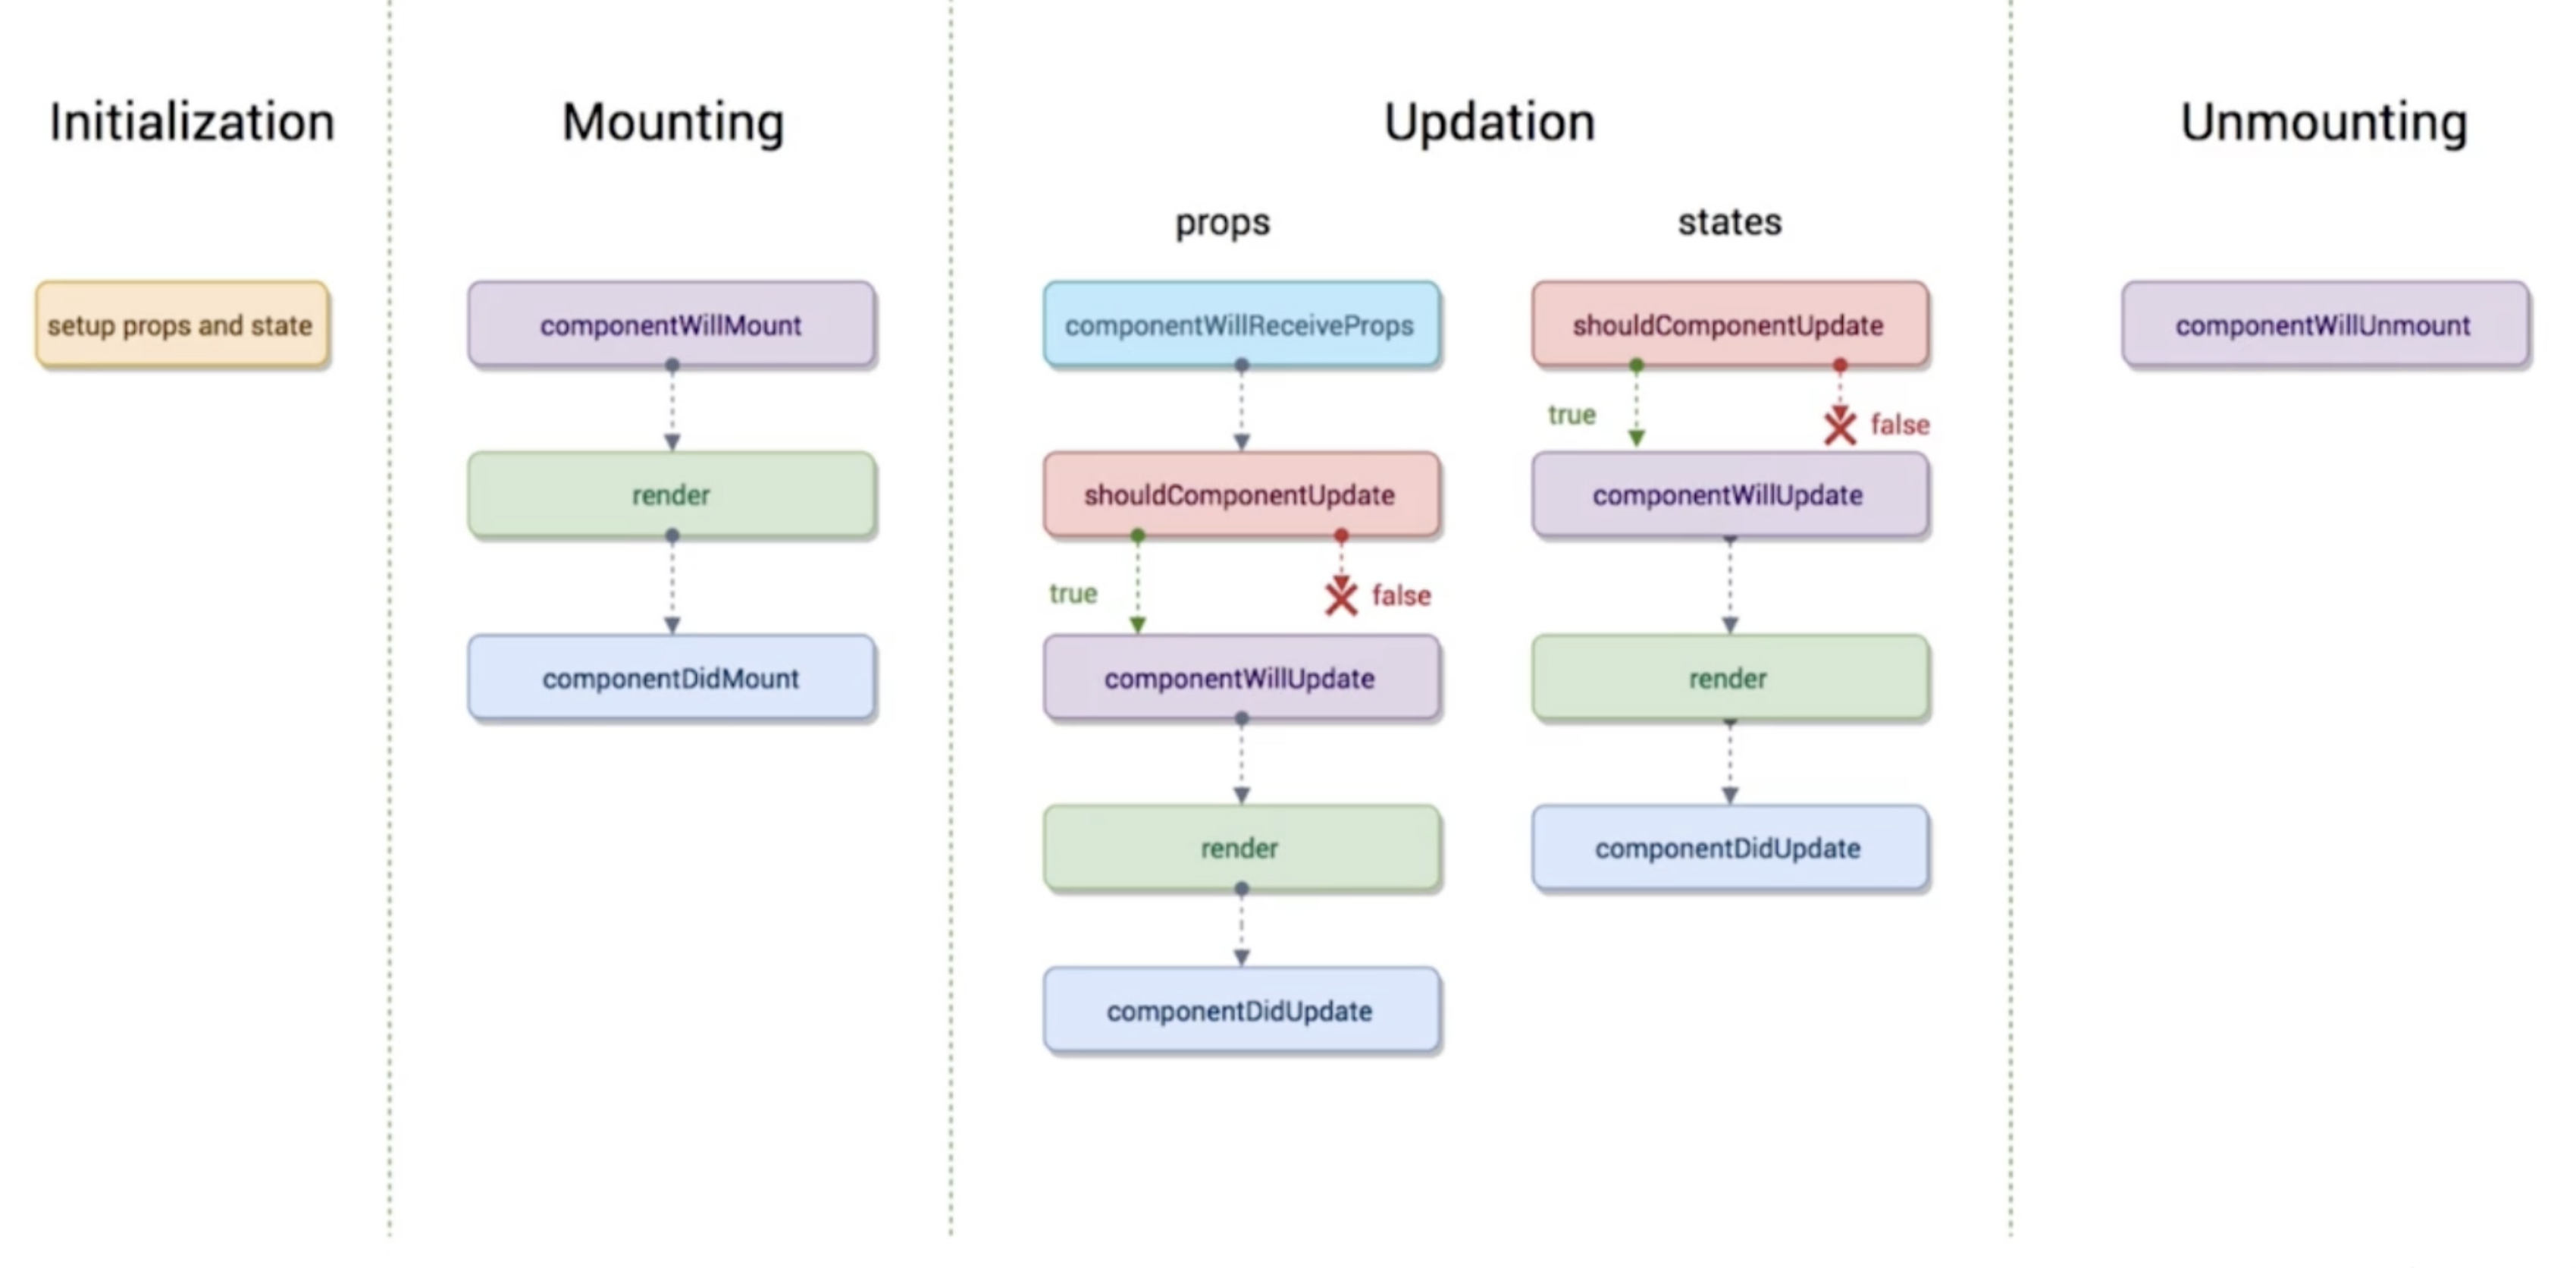 Initialization
setup props and state
Mounting
componentWillMount
render
componentDidMount
Updation
props
componentWillReceiveProps
shouldComponentUpdate
true
false
componentWillUpdate
render
componentDidUpdate
states
shouldComponentUpdate
true
false
componentWillUpdate
render
componentDidUpdate
Unmounting
componentWillUnmount